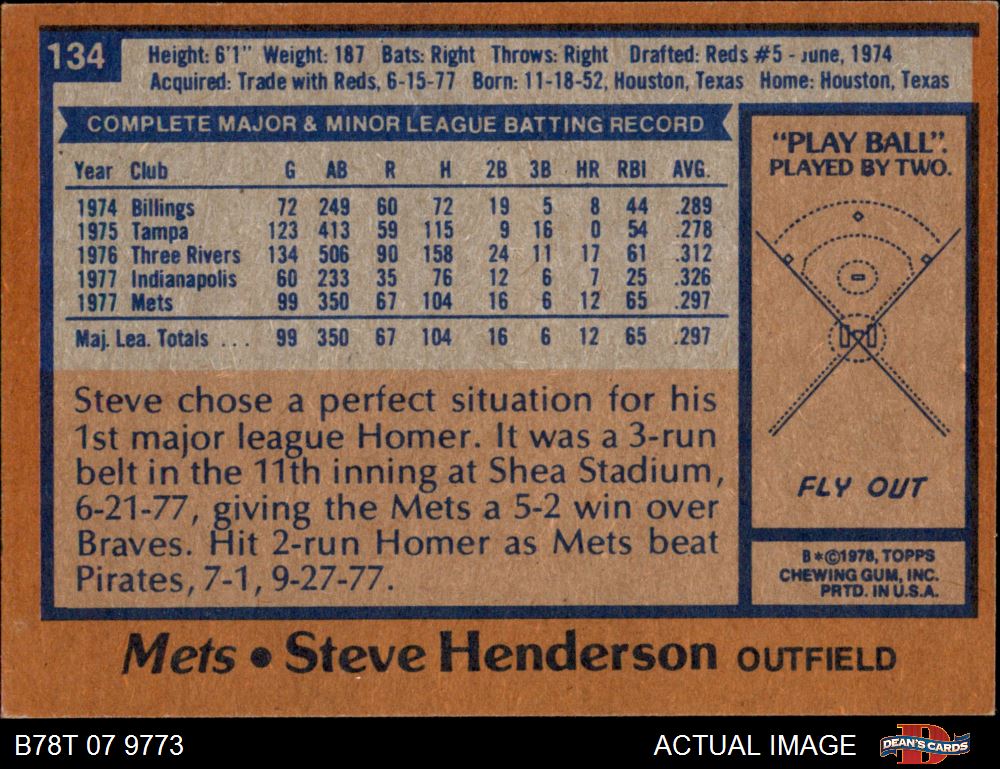 134
Height: 6'1" Weight: 187 Bats: Right Throws: Right Drafted: Reds #5 - June, 1974
Acquired: Trade with Reds, 6-15-77 Born: 11-18-52, Houston, Texas Home: Houston, Texas
COMPLETE MAJOR & MINOR LEAGUE BATTING RECORD
Year Club G AB R H 2B 3B HR RBI AVG.
1974 Billings 72 249 60 72 19 5 8 44 .289
1975 Tampa 123 413 59 115 9 16 0 54 .278
1976 Three Rivers 134 506 90 158 24 11 17 61 .312
1977 Indianapolis 60 233 35 76 12 6 7 25 .326
1977 Mets 99 350 67 104 16 6 12 65 .297
Maj. Lea. Totals ... 99 350 67 104 16 6 12 65 .297
Steve chose a perfect situation for his
1st major league Homer. It was a 3-run
belt in the 11th inning at Shea Stadium,
6-21-77, giving the Mets a 5-2 win over
Braves. Hit 2-run Homer as Mets beat
Pirates, 7-1, 9-27-77.
"PLAY BALL".
PLAYED BY TWO.
FLY OUT
B*©1978, TOPPS
CHEWING GUM, INC.
PRTD. IN U.S.A.
Mets • Steve Henderson OUTFIELD
B78T 07 9773
ACTUAL IMAGE
DEAN'S CARDS